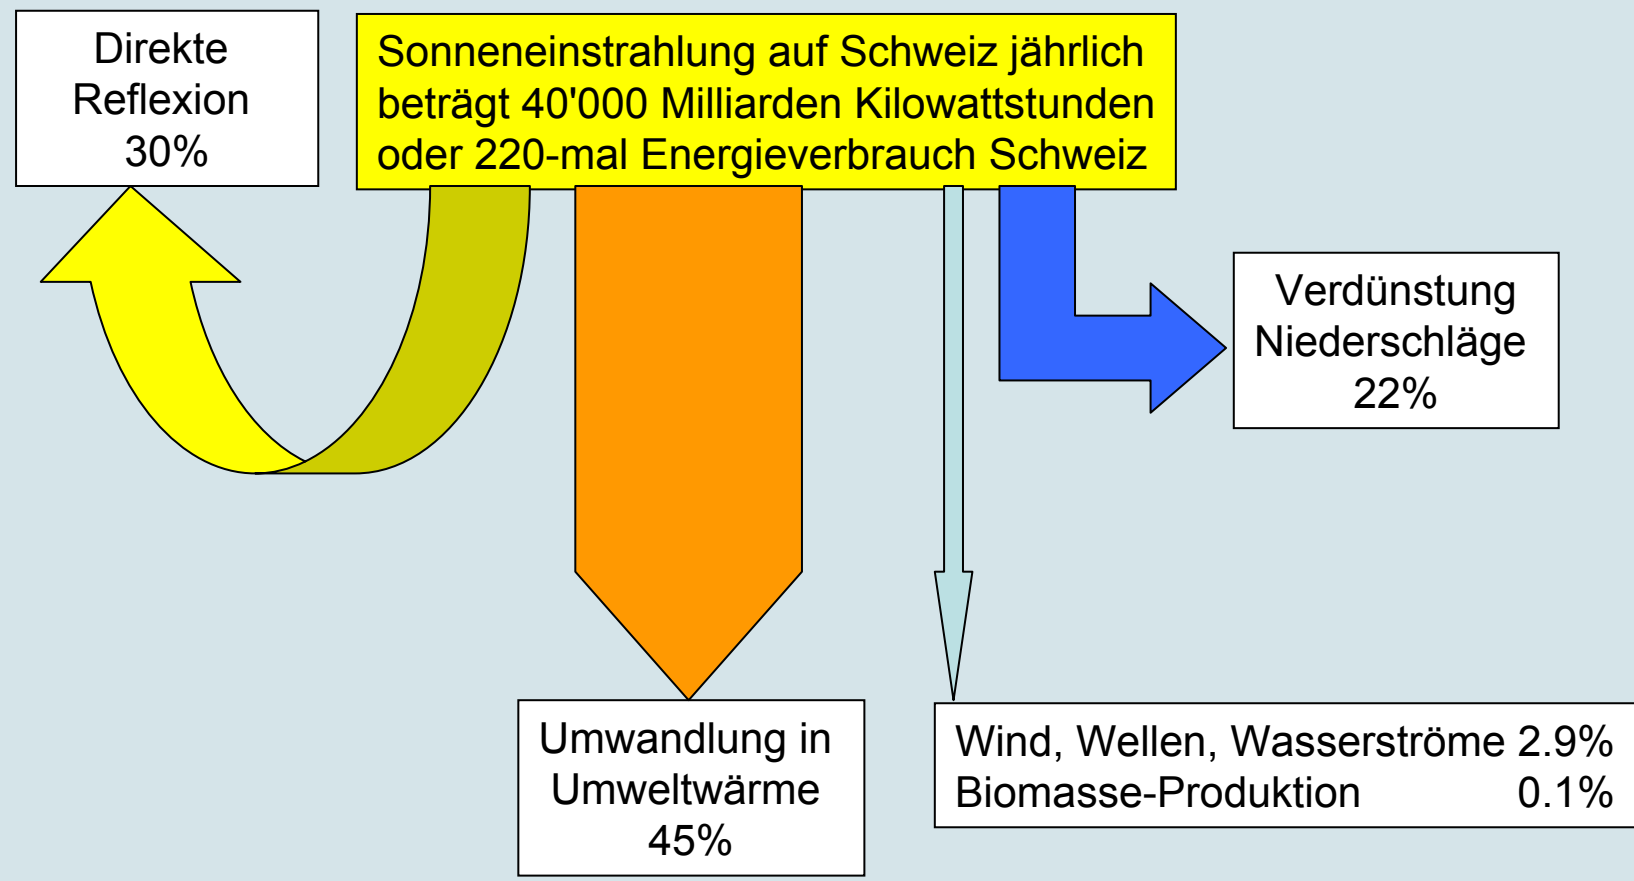 Direkte
Reflexion
30%
Sonneneinstrahlung auf Schweiz jährlich
beträgt 40'000 Milliarden Kilowattstunden
oder 220-mal Energieverbrauch Schweiz
Verdünstung
Niederschläge
22%
Umwandlung in
Umweltwärme
45%
Wind, Wellen, Wasserströme 2.9%
Biomasse-Produktion 0.1%